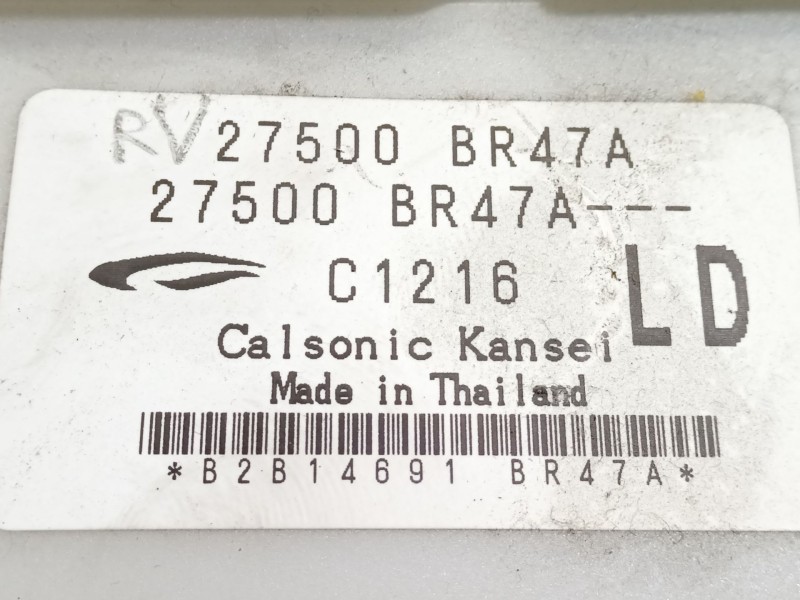 RV 27500 BR47A
27500 BR47A---
C1216 LD
Calsonic Kansei
Made in Thailand
*B2B14691 BR47A*